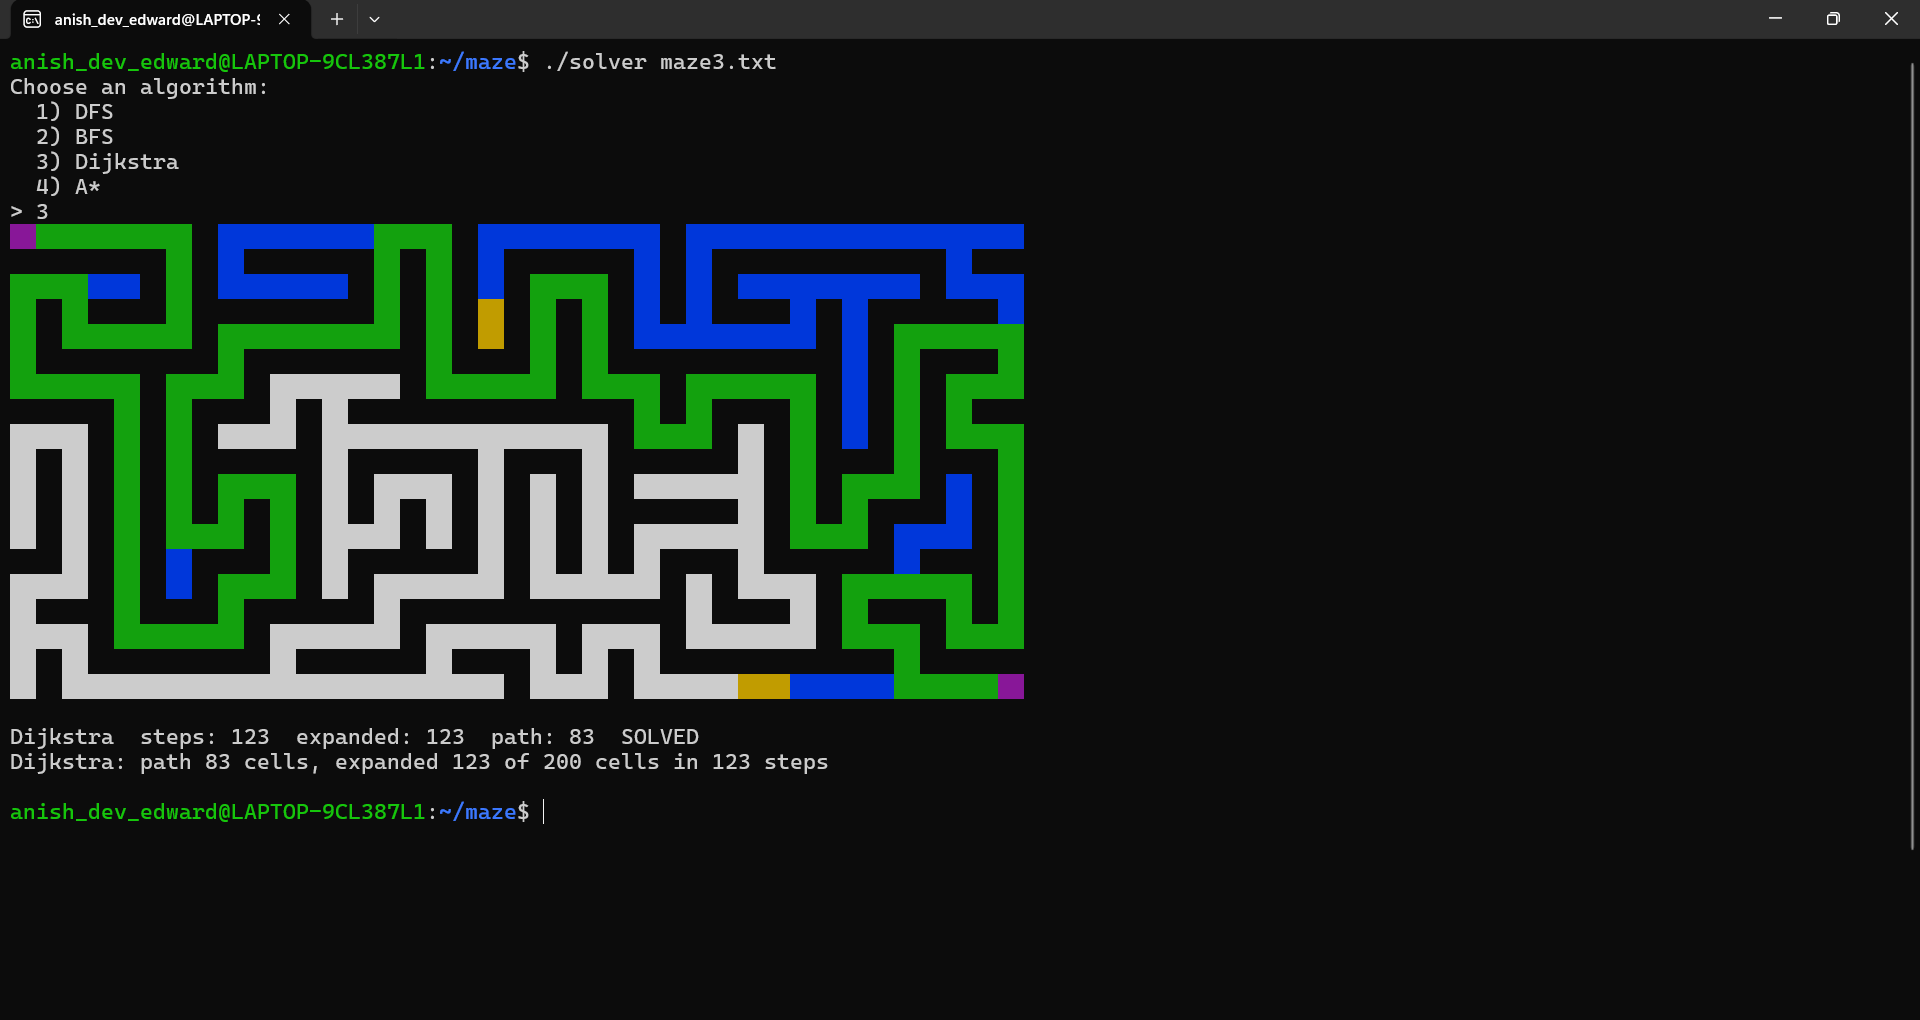 anish_dev_edward@LAPTOP-9
anish_dev_edward@LAPTOP-9CL387L1:~/maze$ ./solver maze3.txt
Choose an algorithm:
1) DFS
2) BFS
3) Dijkstra
4) A*
> 3
Dijkstra  steps: 123  expanded: 123  path: 83  SOLVED
Dijkstra: path 83 cells, expanded 123 of 200 cells in 123 steps
anish_dev_edward@LAPTOP-9CL387L1:~/maze$